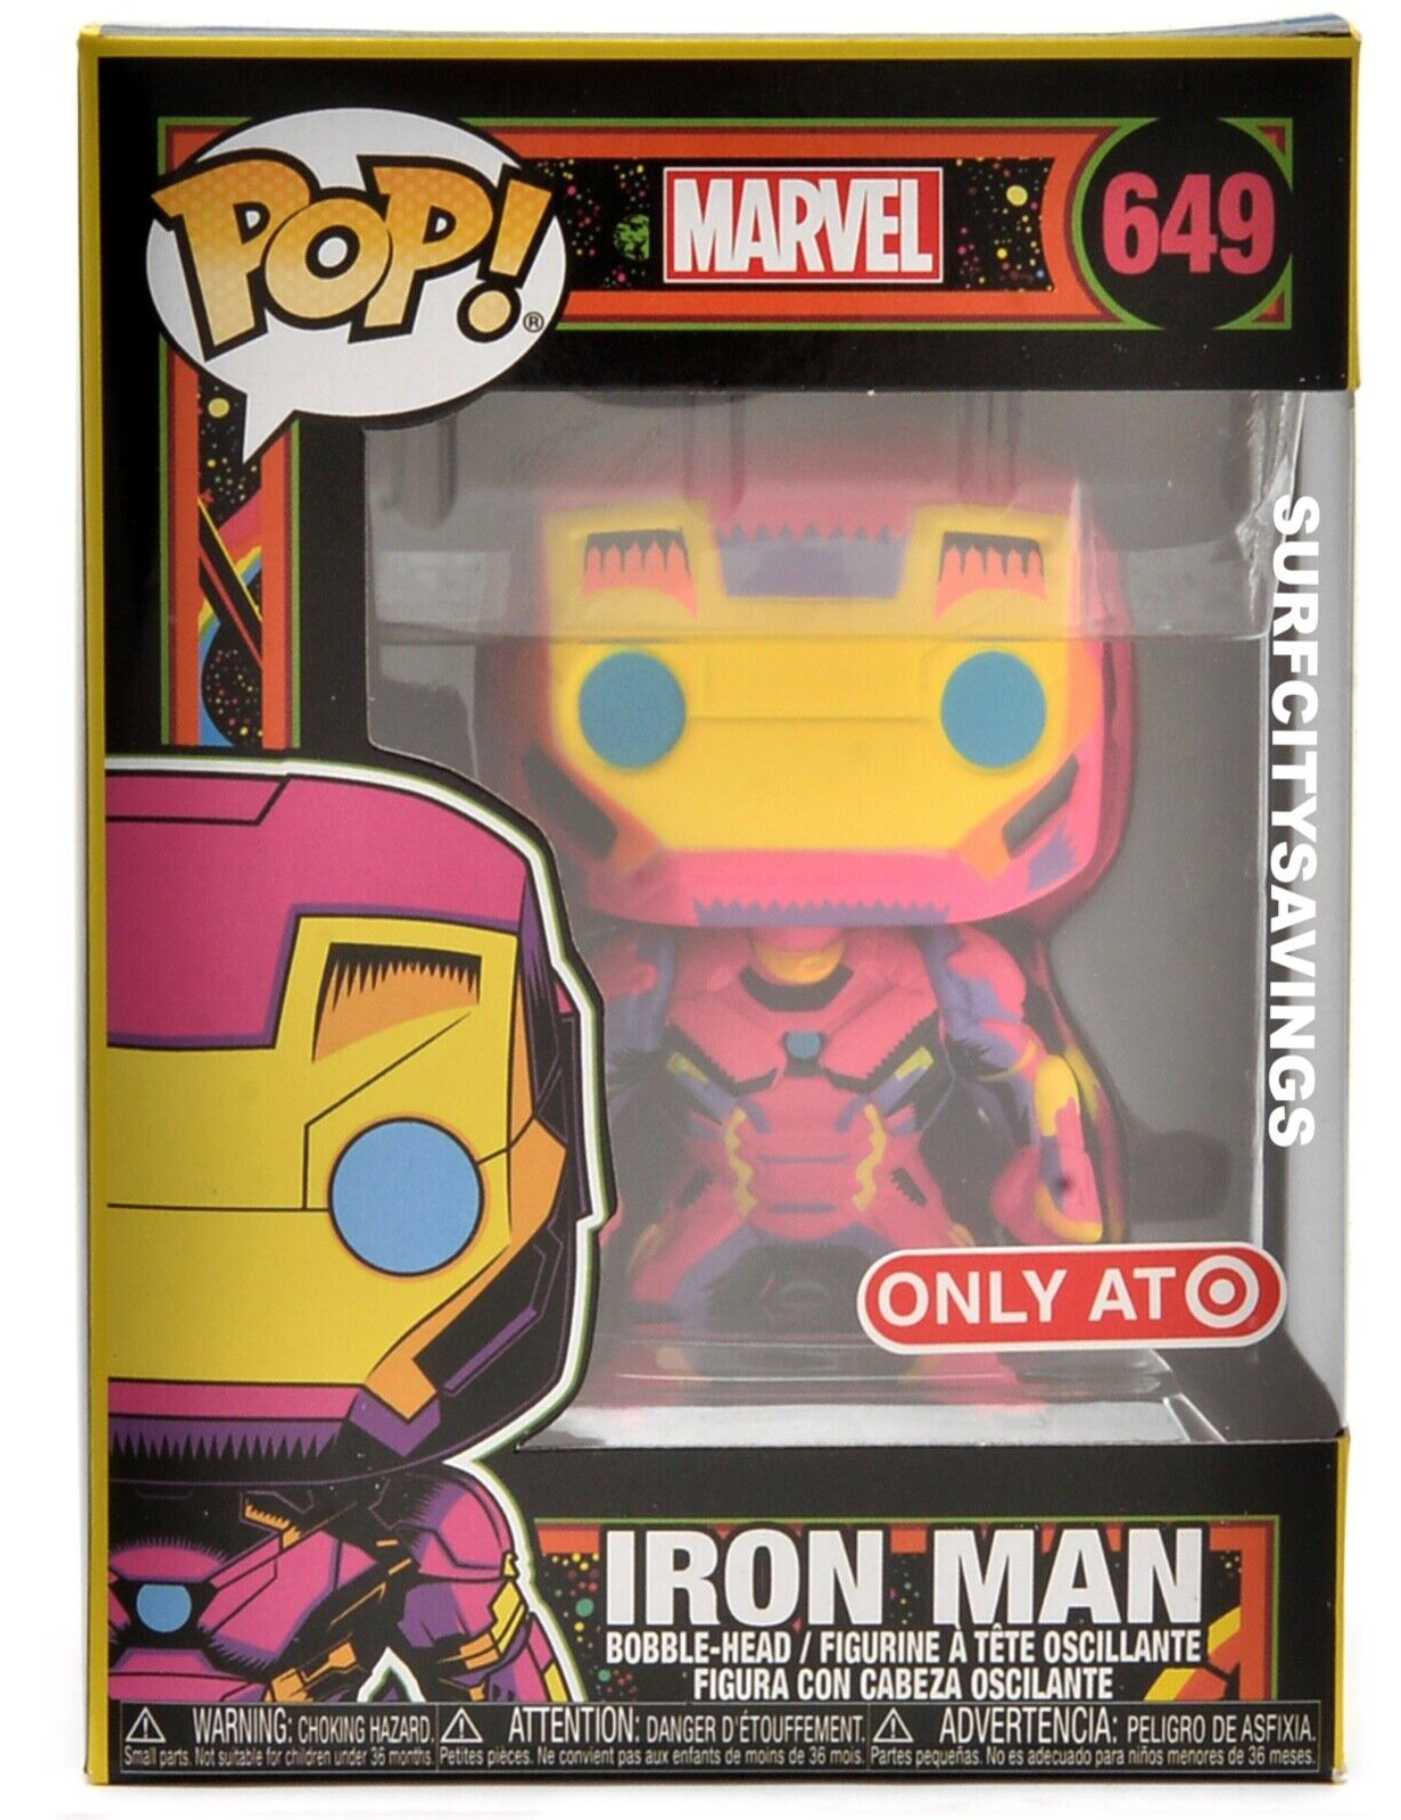 POP!®
MARVEL
649
SURFCITYSAVINGS
ONLY AT
IRON MAN
BOBBLE-HEAD / FIGURINE À TÊTE OSCILLANTE
FIGURA CON CABEZA OSCILANTE
WARNING: CHOKING HAZARD.
Small parts. Not suitable for children under 36 months.
ATTENTION: DANGER D'ÉTOUFFEMENT.
Petites pièces. Ne convient pas aux enfants de moins de 36 mois.
ADVERTENCIA: PELIGRO DE ASFIXIA.
Partes pequeñas. No es adecuado para niños menores de 36 meses.